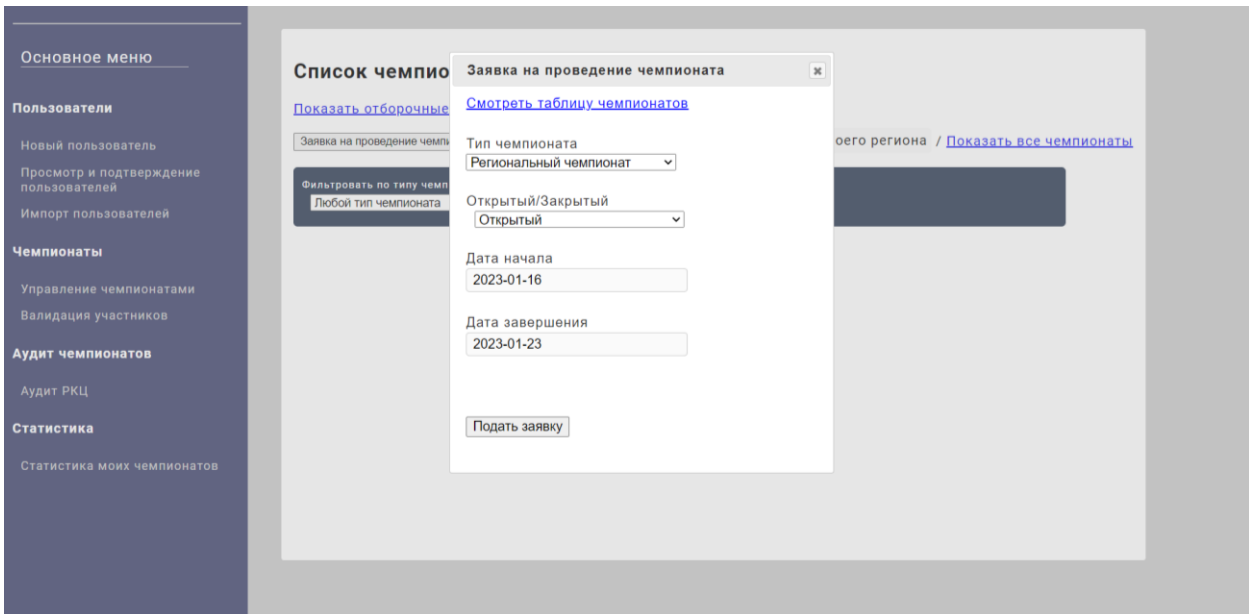 Основное меню
Пользователи
Новый пользователь
Просмотр и подтверждение
пользователей
Импорт пользователей
Чемпионаты
Управление чемпионатами
Валидация участников
Аудит чемпионатов
Аудит РКЦ
Статистика
Статистика моих чемпионатов
Список чемпио
Показать отборочные
Заявка на проведение чемпи
оего региона / Показать все чемпионаты
Фильтровать по типу чемп
Любой тип чемпионата
Заявка на проведение чемпионата
Смотреть таблицу чемпионатов
Тип чемпионата
Региональный чемпионат
Открытый/Закрытый
Открытый
Дата начала
2023-01-16
Дата завершения
2023-01-23
Подать заявку